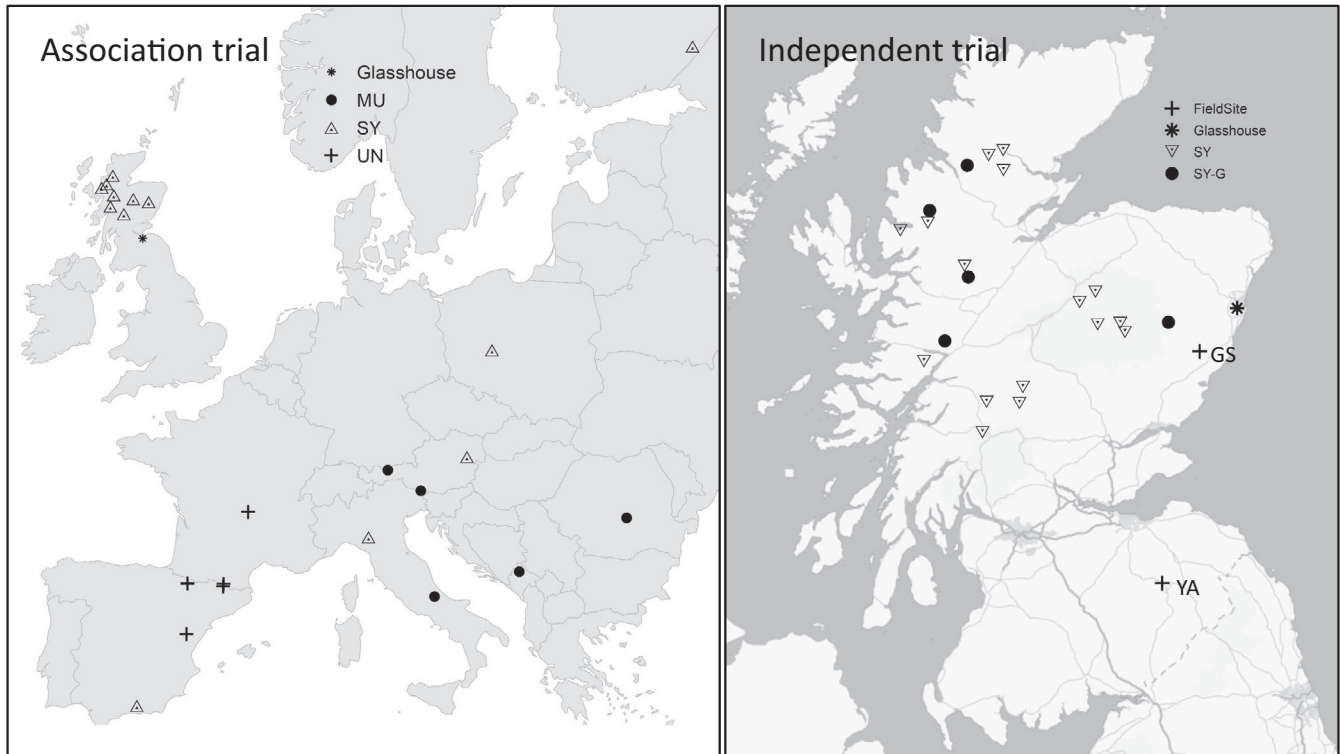 Association trial
Glasshouse
MU
SY
UN
Independent trial
FieldSite
Glasshouse
SY
SY-G
GS
YA